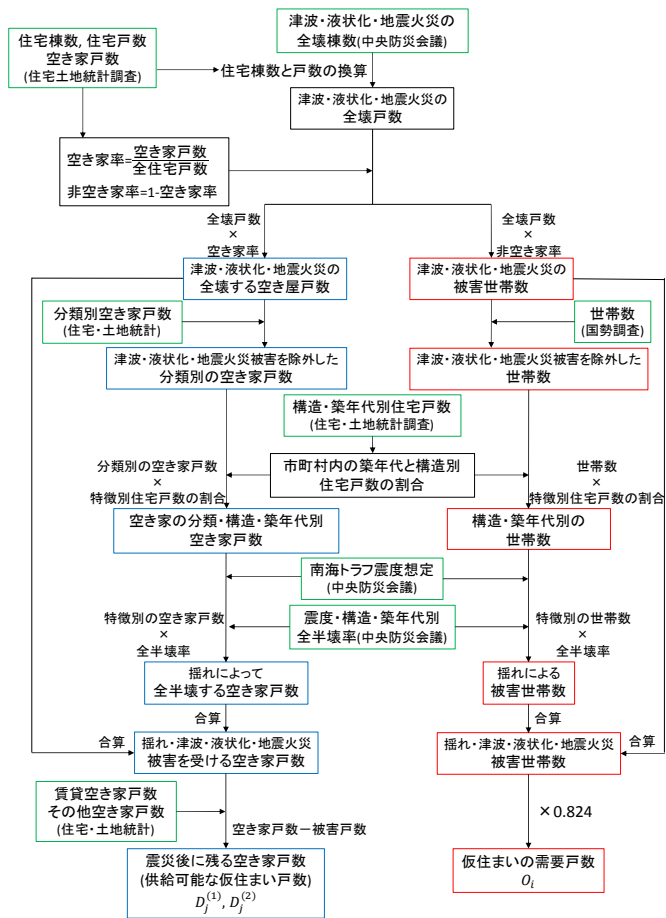 住宅棟数, 住宅戸数
空き家戸数
(住宅土地統計調査)
津波・液状化・地震火災の
全壊棟数(中央防災会議)
住宅棟数と戸数の換算
津波・液状化・地震火災の
全壊戸数
空き家率=空き家戸数
全住宅戸数
非空き家率=1-空き家率
全壊戸数
×
空き家率
全壊戸数
×
非空き家率
津波・液状化・地震火災の
全壊する空き屋戸数
津波・液状化・地震火災の
被害世帯数
分類別空き家戸数
(住宅・土地統計)
世帯数
(国勢調査)
津波・液状化・地震火災被害を除外した
分類別の空き家戸数
津波・液状化・地震火災被害を除外した
世帯数
構造・築年代別住宅戸数
(住宅・土地統計調査)
分類別の空き家戸数
×
特徴別住宅戸数の割合
市町村内の築年代と構造別
住宅戸数の割合
世帯数
×
特徴別住宅戸数の割合
空き家の分類・構造・築年代別
空き家戸数
構造・築年代別の
世帯数
南海トラフ震度想定
(中央防災会議)
特徴別の空き家戸数
×
全半壊率
震度・構造・築年代別
全半壊率(中央防災会議)
特徴別の世帯数
×
全半壊率
揺れによって
全半壊する空き家戸数
揺れによる
被害世帯数
合算
合算
合算
合算
揺れ・津波・液状化・地震火災
被害を受ける空き家戸数
揺れ・津波・液状化・地震火災
被害世帯数
賃貸空き家戸数
その他空き家戸数
(住宅・土地統計)
空き家戸数－被害戸数
×0.824
震災後に残る空き家戸数
(供給可能な仮住まい戸数)
D_j^(1), D_j^(2)
仮住まいの需要戸数
O_i